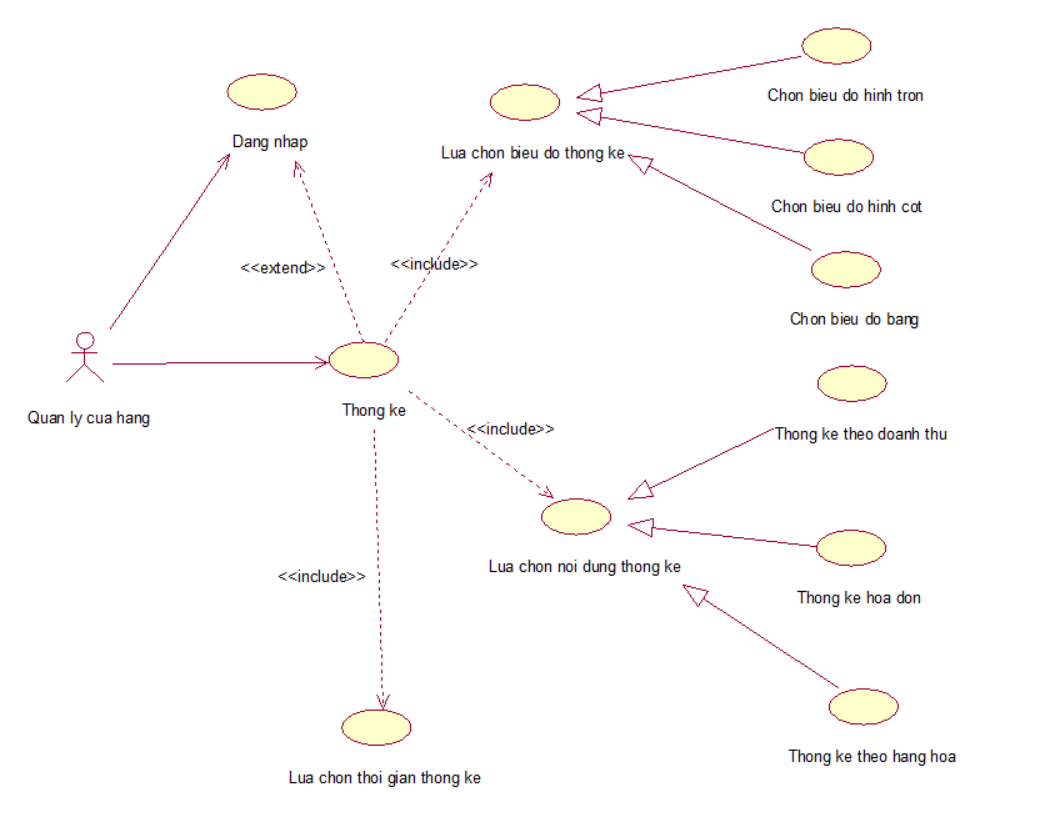 Chon bieu do hinh tron
Dang nhap
Lua chon bieu do thong ke
Chon bieu do hinh cot
<<extend>>
<<include>>
Chon bieu do bang
Quan ly cua hang
Thong ke
<<include>>
Thong ke theo doanh thu
Lua chon noi dung thong ke
<<include>>
Thong ke hoa don
Thong ke theo hang hoa
Lua chon thoi gian thong ke